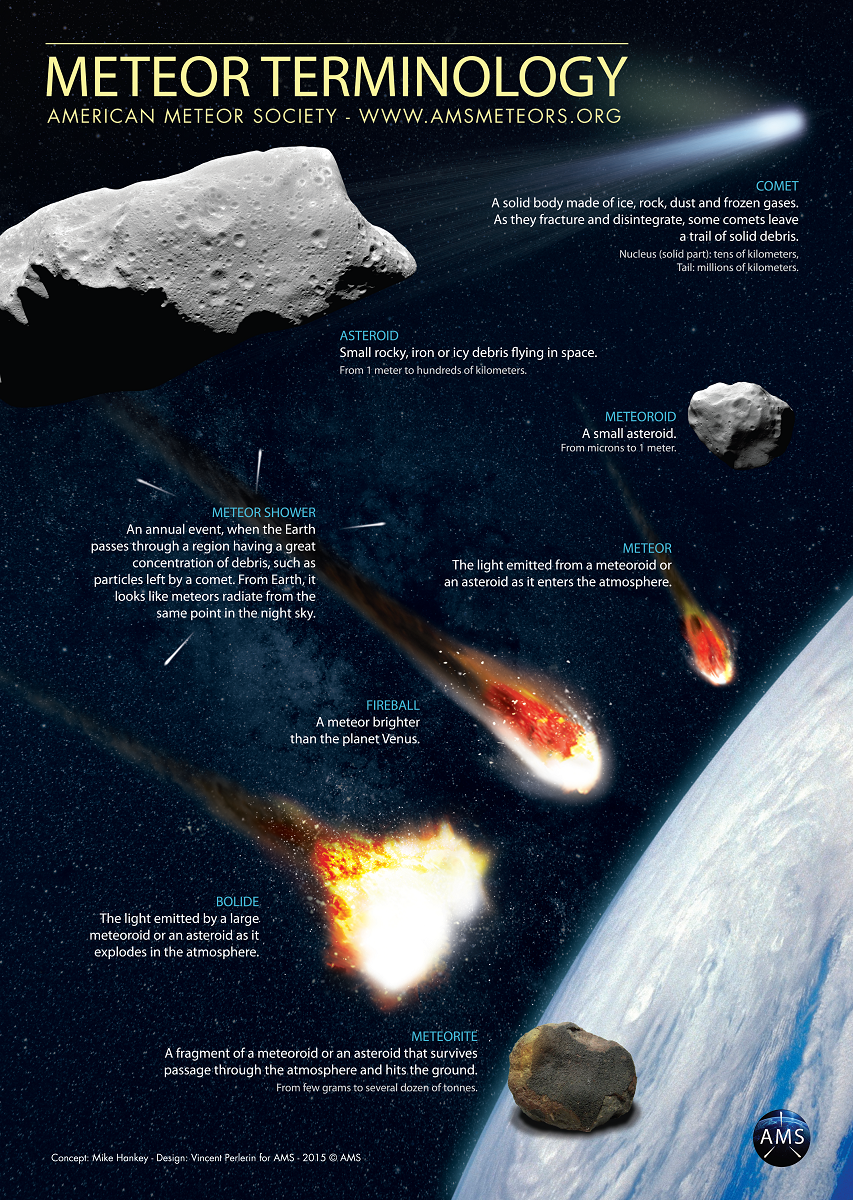 METEOR TERMINOLOGY
AMERICAN METEOR SOCIETY - WWW.AMSMETEORS.ORG
COMET
A solid body made of ice, rock, dust and frozen gases.
As they fracture and disintegrate, some comets leave
a trail of solid debris.
Nucleus (solid part): tens of kilometers,
Tail: millions of kilometers.
ASTEROID
Small rocky, iron or icy debris flying in space.
From 1 meter to hundreds of kilometers.
METEOROID
A small asteroid.
From microns to 1 meter.
METEOR SHOWER
An annual event, when the Earth
passes through a region having a great
concentration of debris, such as
particles left by a comet. From Earth, it
looks like meteors radiate from the
same point in the night sky.
METEOR
The light emitted from a meteoroid or
an asteroid as it enters the atmosphere.
FIREBALL
A meteor brighter
than the planet Venus.
BOLIDE
The light emitted by a large
meteoroid or an asteroid as it
explodes in the atmosphere.
METEORITE
A fragment of a meteoroid or an asteroid that survives
passage through the atmosphere and hits the ground.
From few grams to several dozen of tonnes.
AMS
Concept: Mike Hankey - Design: Vincent Perlerin for AMS - 2015 © AMS